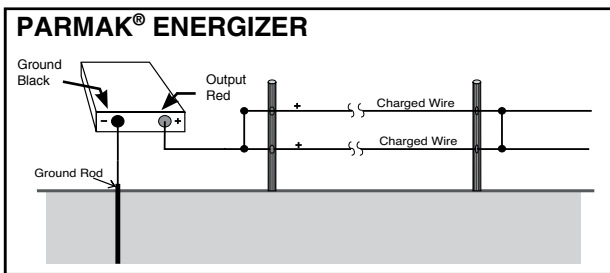 PARMAK® ENERGIZER
Ground
Black
Output
Red
− +
+ Charged Wire
+ Charged Wire
Ground Rod